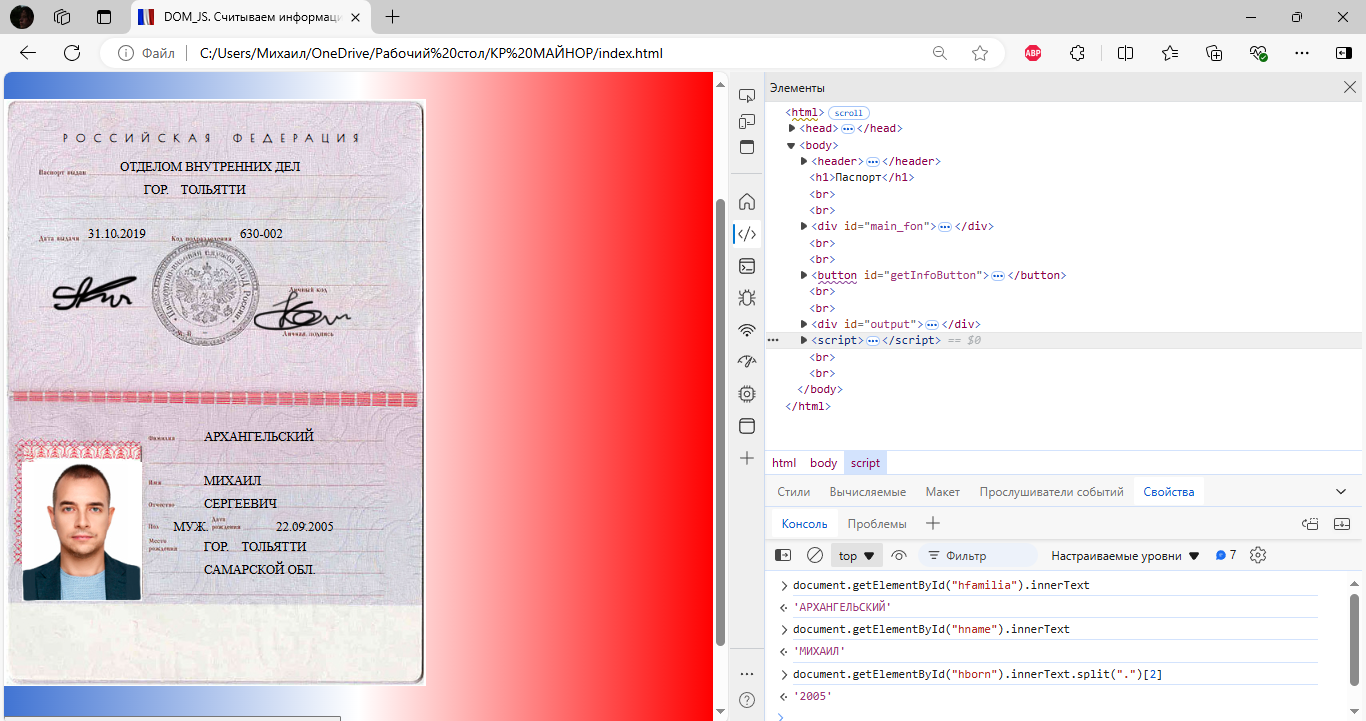 DOM_JS. Считываем информаци
Файл
C:/Users/Михаил/OneDrive/Рабочий%20стол/КР%20МАЙНОР/index.html
ABP
РОССИЙСКАЯ ФЕДЕРАЦИЯ
Паспорт выдан
ОТДЕЛОМ ВНУТРЕННИХ ДЕЛ
ГОР. ТОЛЬЯТТИ
Дата выдачи 31.10.2019 Код подразделения 630-002
Личный код
Личная подпись
Фамилия АРХАНГЕЛЬСКИЙ
Имя МИХАИЛ
Отчество СЕРГЕЕВИЧ
Пол МУЖ. Дата рождения 22.09.2005
Место рождения ГОР. ТОЛЬЯТТИ
САМАРСКОЙ ОБЛ.
Элементы
<html> scroll
<head> ••• </head>
<body>
<header> ••• </header>
<h1>Паспорт</h1>
<br>
<br>
<div id="main_fon"> ••• </div>
<br>
<br>
<button id="getInfoButton"> ••• </button>
<br>
<br>
<div id="output"> ••• </div>
<script> ••• </script> == $0
<br>
<br>
</body>
</html>
html body script
Стили Вычисляемые Макет Прослушиватели событий Свойства
Консоль Проблемы
top Фильтр Настраиваемые уровни 7
document.getElementById("hfamilia").innerText
'АРХАНГЕЛЬСКИЙ'
document.getElementById("hname").innerText
'МИХАИЛ'
document.getElementById("hborn").innerText.split(".")[2]
'2005'